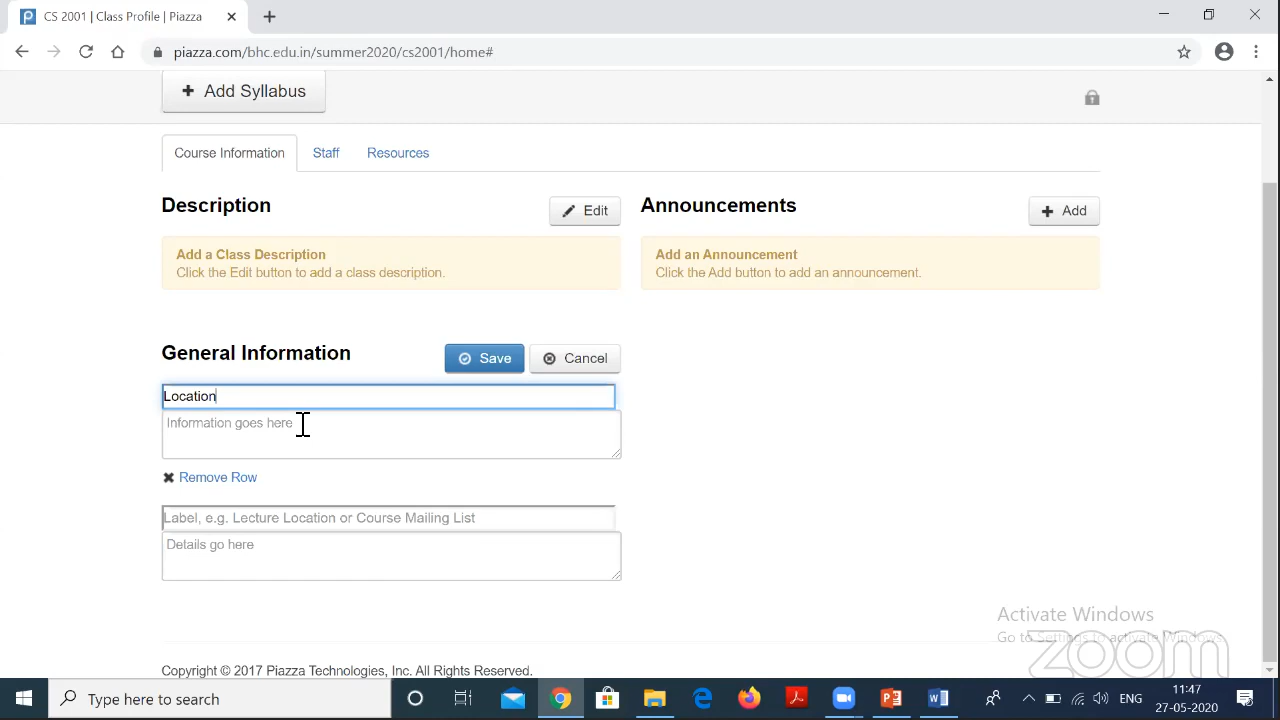 CS 2001 | Class Profile | Piazza
piazza.com/bhc.edu.in/summer2020/cs2001/home#
Add Syllabus
Course Information Staff Resources
Description Edit
Announcements Add
Add a Class Description
Click the Edit button to add a class description.
Add an Announcement
Click the Add button to add an announcement.
General Information Save Cancel
Location
Information goes here
Remove Row
Label, e.g. Lecture Location or Course Mailing List
Details go here
Activate Windows
Go to Settings to activate Windows.
zoom
Copyright © 2017 Piazza Technologies, Inc. All Rights Reserved.
Type here to search
ENG
11:47
27-05-2020